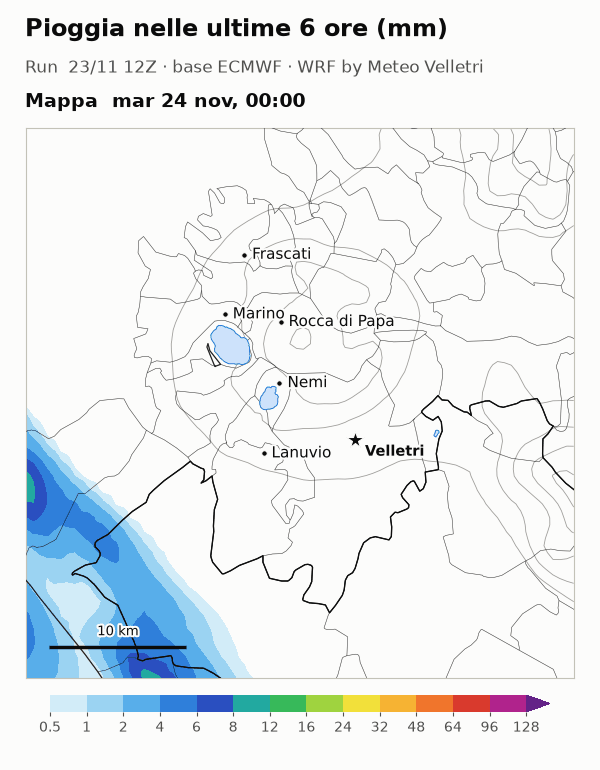 Pioggia nelle ultime 6 ore (mm)
Run  23/11 12Z · base ECMWF · WRF by Meteo Velletri
Mappa  mar 24 nov, 00:00
Frascati
Marino
Rocca di Papa
Nemi
Velletri
Lanuvio
10 km
0.5 1 2 4 6 8 12 16 24 32 48 64 96 128